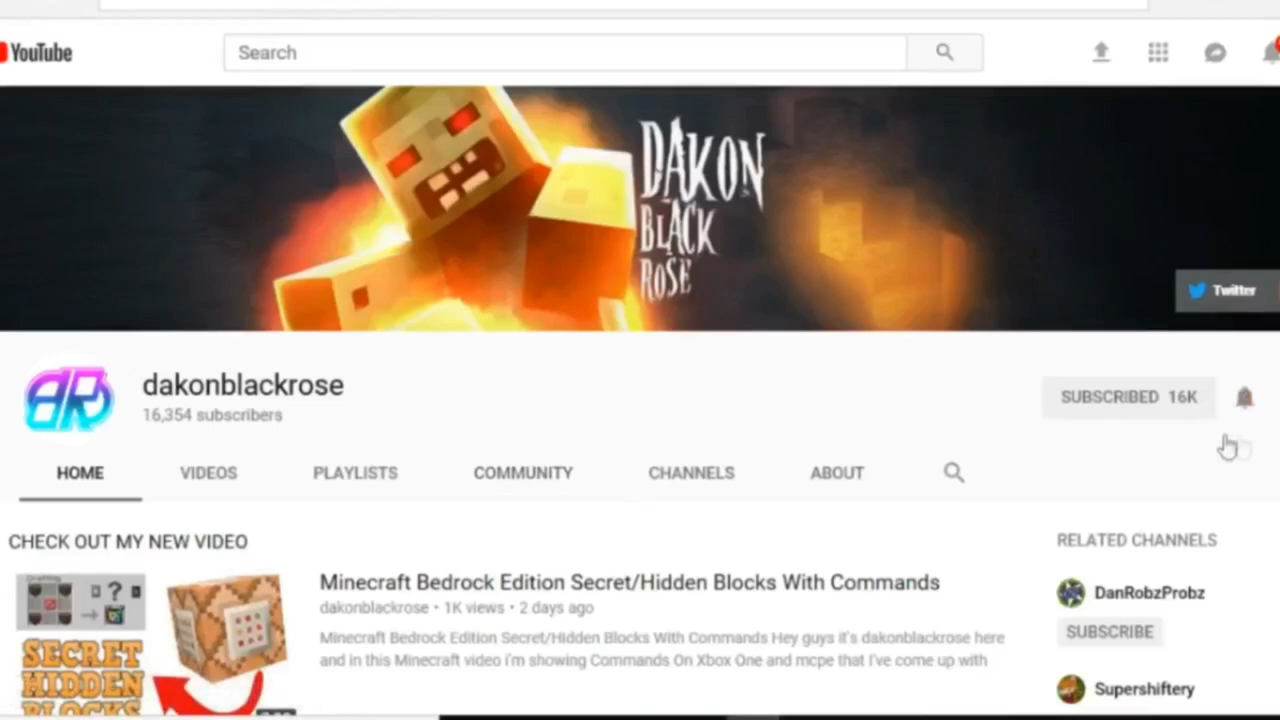 YouTube
Search
DAKON
BLACK
ROSE
Twitter
dakonblackrose
16,354 subscribers
SUBSCRIBED 16K
HOME VIDEOS PLAYLISTS COMMUNITY CHANNELS ABOUT
CHECK OUT MY NEW VIDEO
SECRET
HIDDEN
BLOCKS
Minecraft Bedrock Edition Secret/Hidden Blocks With Commands
dakonblackrose • 1K views • 2 days ago
Minecraft Bedrock Edition Secret/Hidden Blocks With Commands Hey guys it's dakonblackrose here
and in this Minecraft video i'm showing Commands On Xbox One and mcpe that I've come up with
RELATED CHANNELS
DanRobzProbz
SUBSCRIBE
Supershiftery